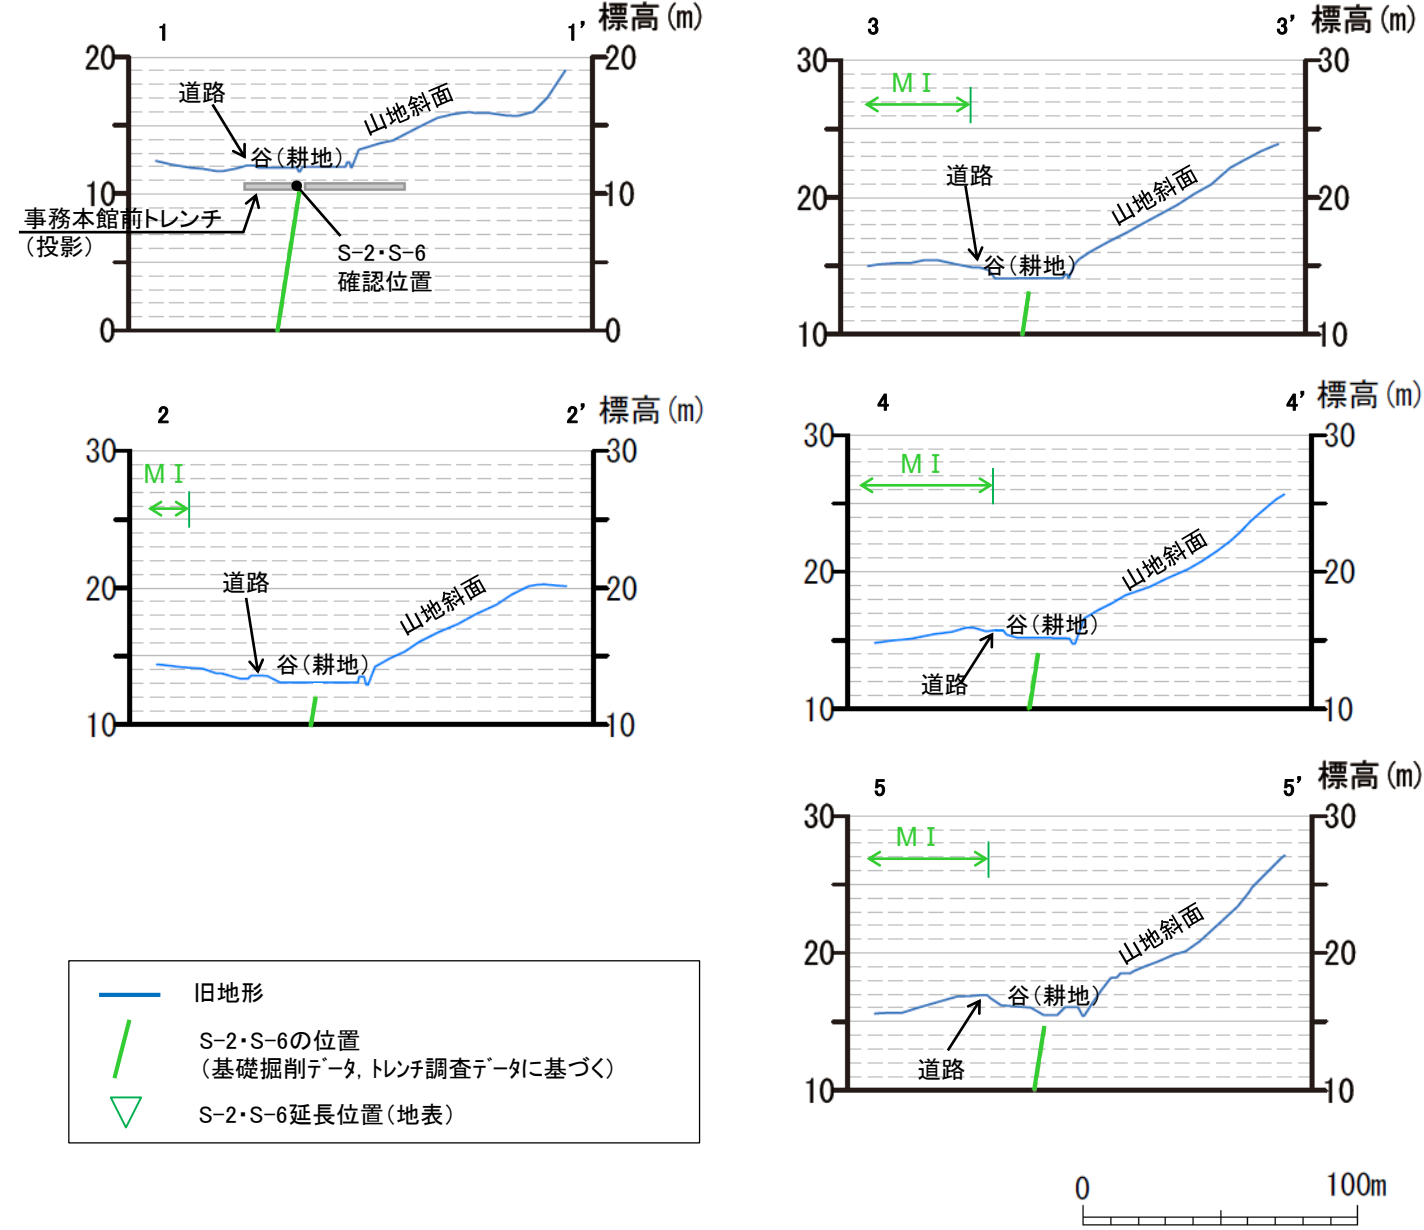 1
1’
標高(m)
20
20
道路
山地斜面
谷(耕地)
10
10
事務本館前トレンチ
(投影)
S-2・S-6
確認位置
0
0
2
2’
標高(m)
30
30
ＭⅠ
20
20
道路
山地斜面
谷(耕地)
10
10
3
3’
標高(m)
30
30
ＭⅠ
道路
山地斜面
20
20
谷(耕地)
10
10
4
4’
標高(m)
30
30
ＭⅠ
山地斜面
20
20
谷(耕地)
道路
10
10
5
5’
標高(m)
30
30
ＭⅠ
山地斜面
20
20
谷(耕地)
道路
10
10
旧地形
S-2・S-6の位置
(基礎掘削ﾃﾞｰﾀ, ﾄﾚﾝﾁ調査ﾃﾞｰﾀに基づく)
S-2・S-6延長位置(地表)
0
100m